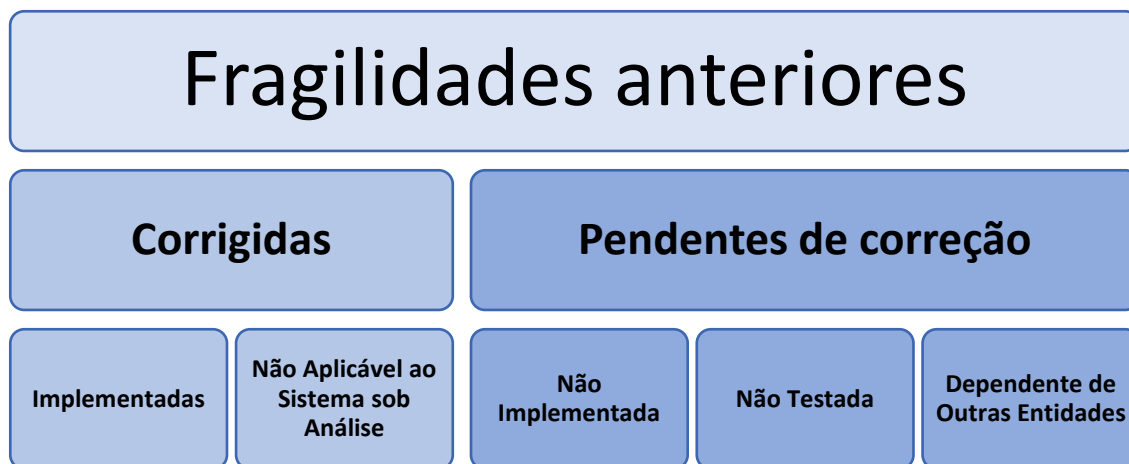 Fragilidades anteriores
Corrigidas
Pendentes de correção
Implementadas
Não Aplicável ao
Sistema sob
Análise
Não
Implementada
Não Testada
Dependente de
Outras Entidades